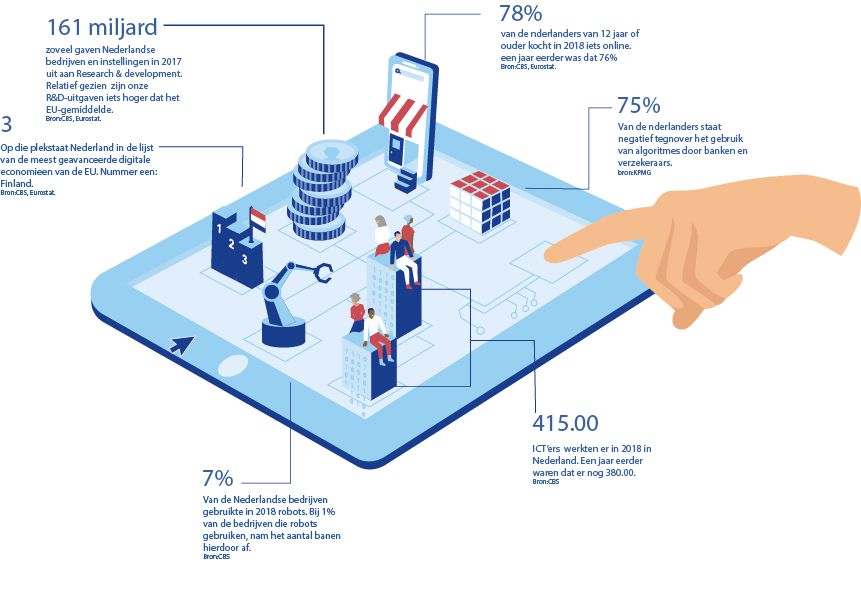 161 miljard
zoveel gaven Nederlandse
bedrijven en instellingen in 2017
uit aan Research & development.
Relatief gezien zijn onze
R&D-uitgaven iets hoger dat het
EU-gemiddelde.
Bron:CBS, Eurostat.
78%
van de nderlanders van 12 jaar of
ouder kocht in 2018 iets online.
een jaar eerder was dat 76%
Bron:CBS, Eurostat.
75%
Van de nderlanders staat
negatief tegnover het gebruik
van algoritmes door banken en
verzekeraars.
bron:KPMG
3
Op die plekstaat Nederland in de lijst
van de meest geavanceerde digitale
economieen van de EU. Nummer een:
Finland.
Bron:CBS, Eurostat.
1
2
3
415.00
ICT'ers werkten er in 2018 in
Nederland. Een jaar eerder
waren dat er nog 380.00.
Bron:CBS
7%
Van de Nederlandse bedrijven
gebruikte in 2018 robots. Bij 1%
van de bedrijven die robots
gebruiken, nam het aantal banen
hierdoor af.
Bron:CBS